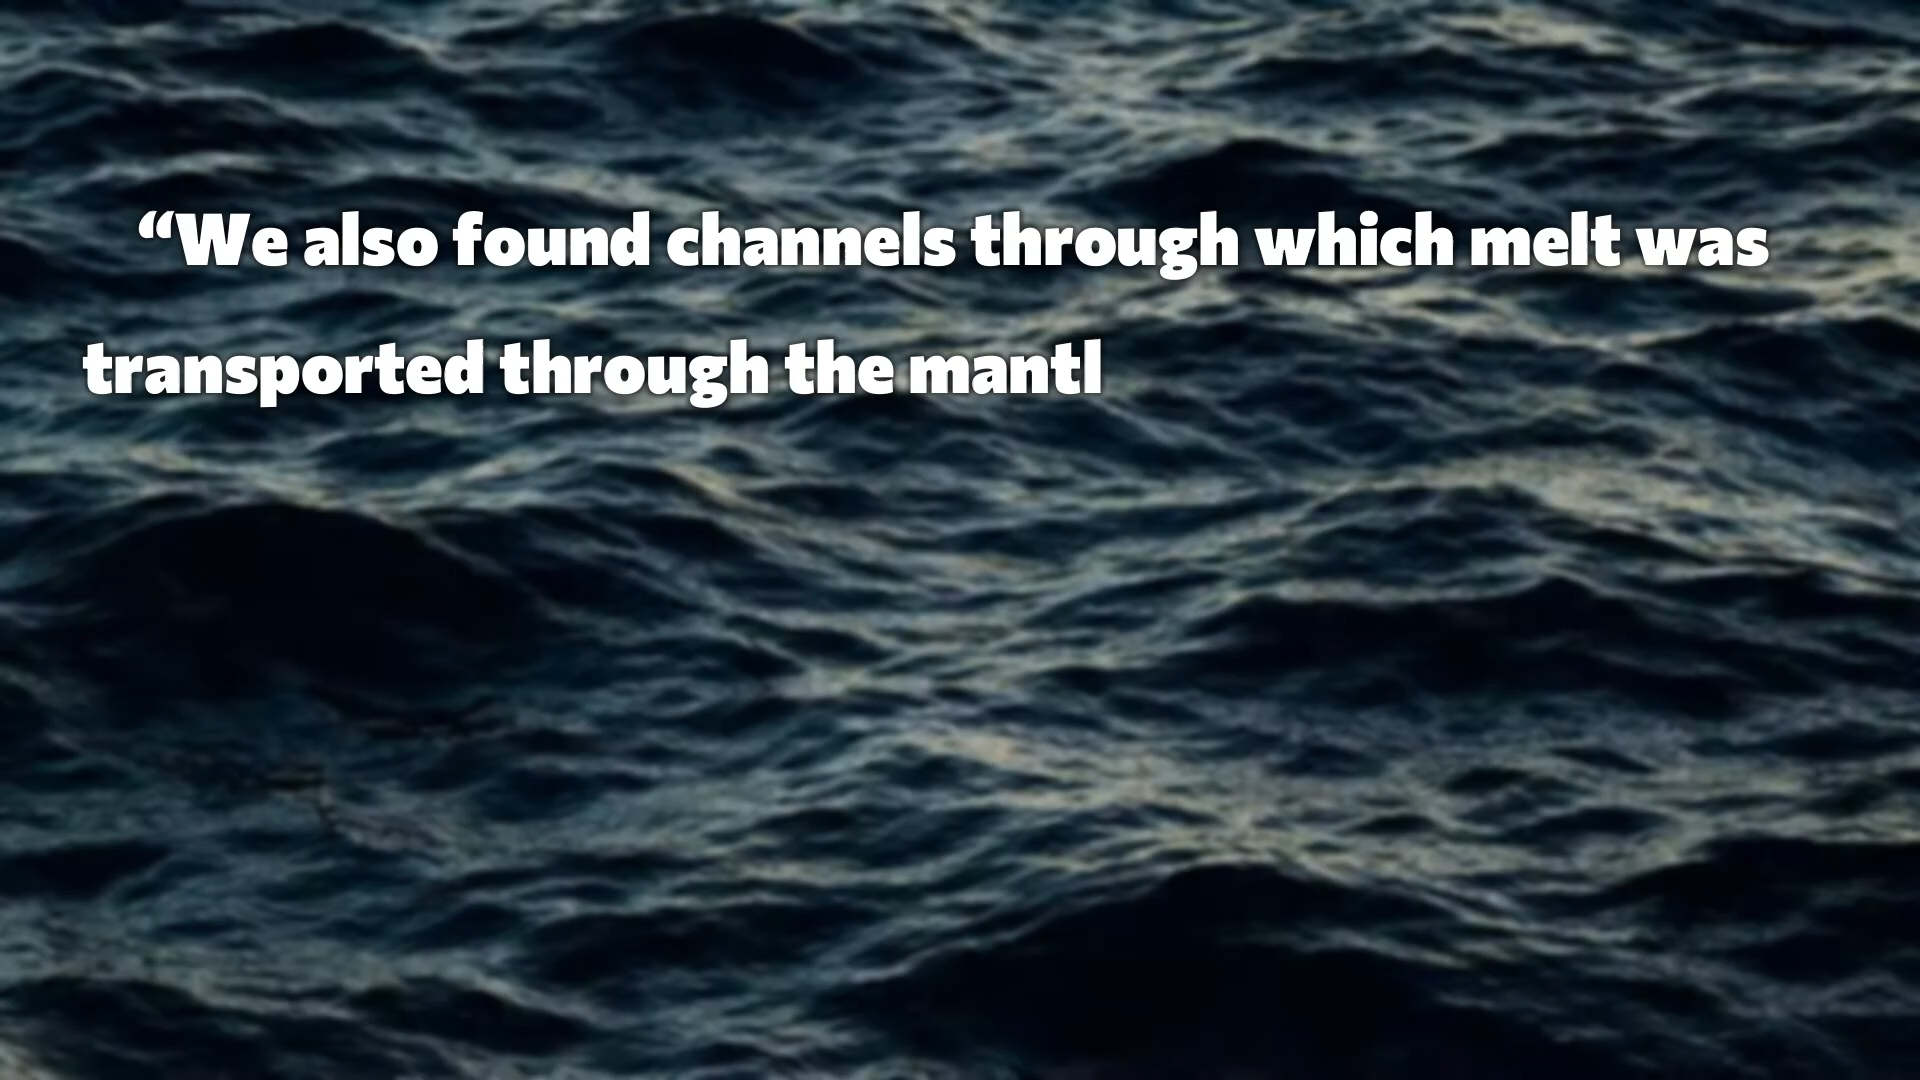 “We also found channels through which melt was
transported through the mantl